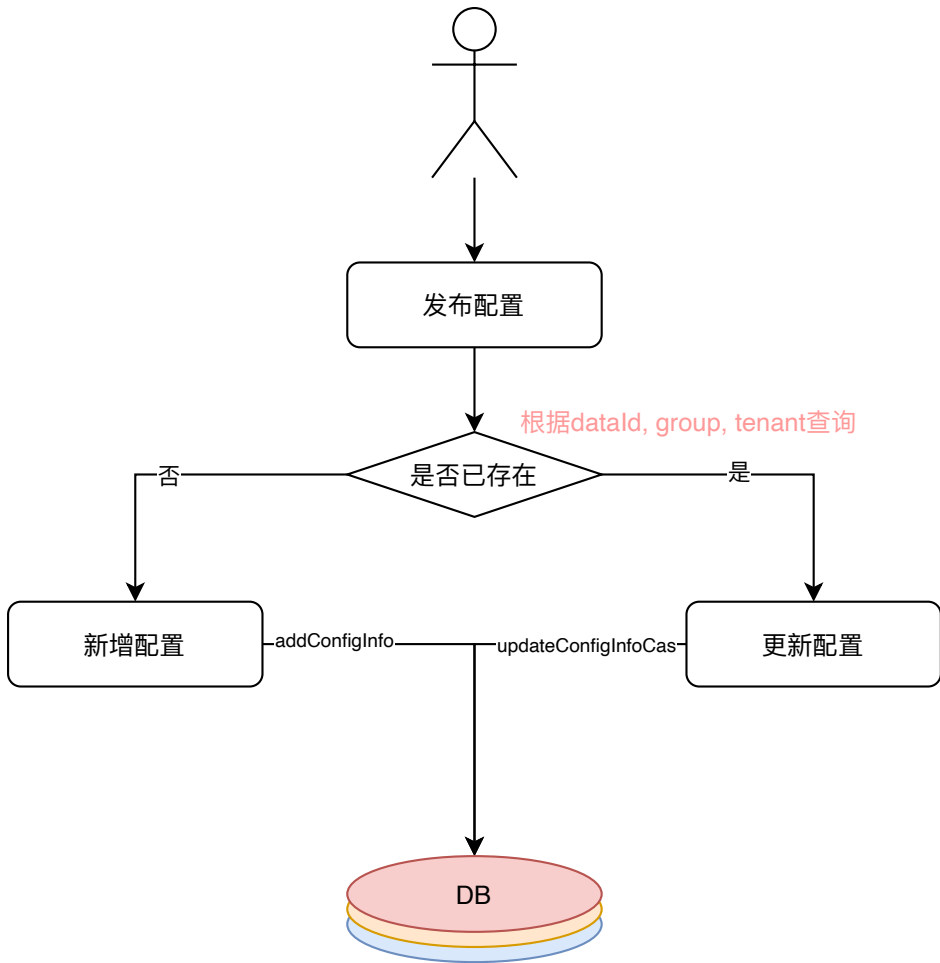 发布配置
根据dataId, group, tenant查询
是否已存在
否
是
新增配置
addConfigInfo
updateConfigInfoCas
更新配置
DB